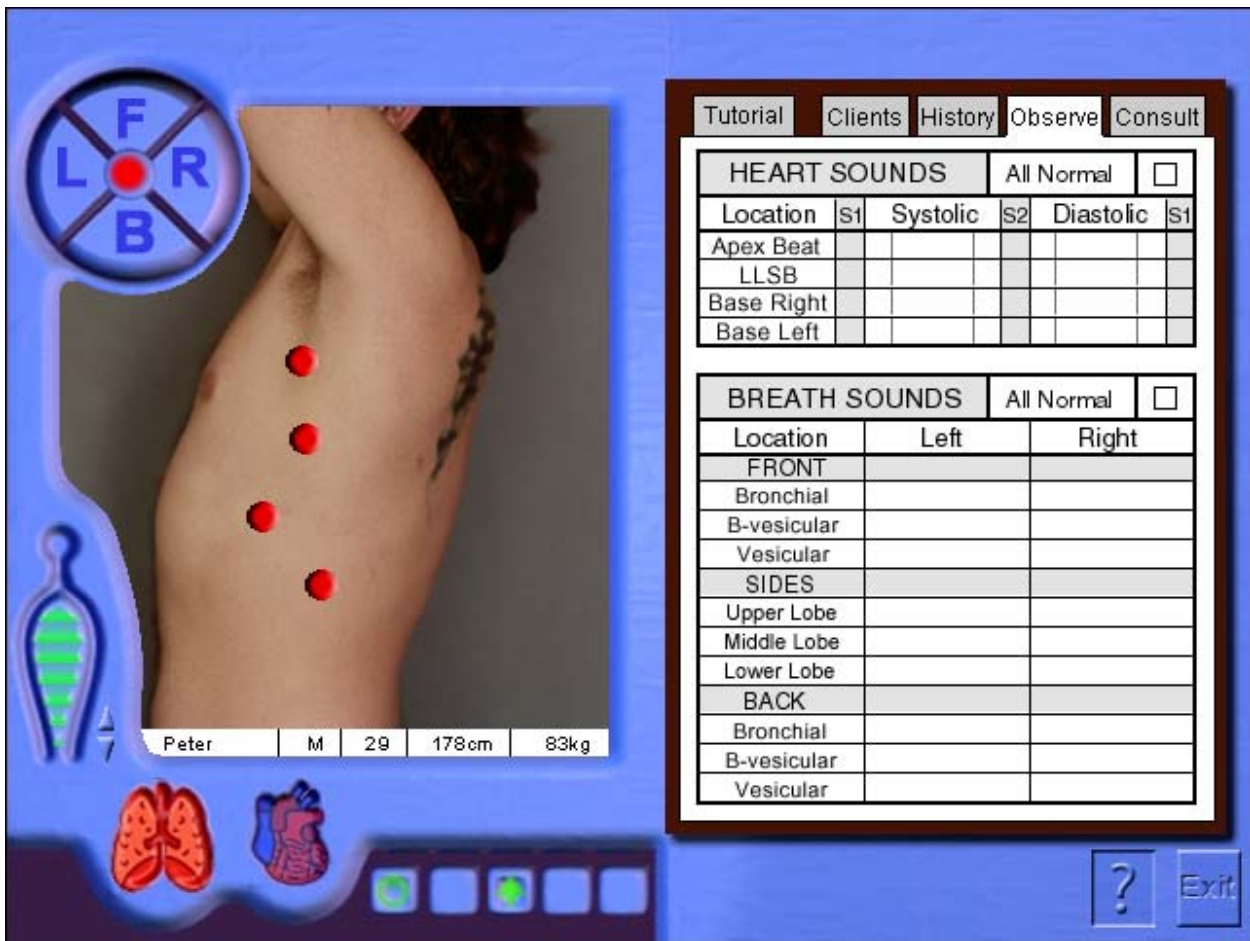 F
L R
B
Peter M 29 178cm 83kg
Tutorial Clients History Observe Consult
HEART SOUNDS All Normal
Location S1 Systolic S2 Diastolic S1
Apex Beat
LLSB
Base Right
Base Left
BREATH SOUNDS All Normal
Location Left Right
FRONT
Bronchial
B-vesicular
Vesicular
SIDES
Upper Lobe
Middle Lobe
Lower Lobe
BACK
Bronchial
B-vesicular
Vesicular
? Exit